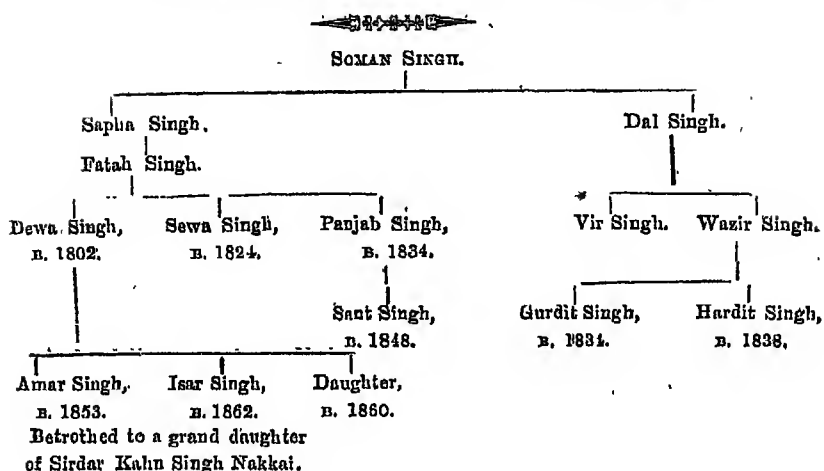 SOMAN SINGH.
Sapha Singh. Dal Singh.
Fatah Singh.
Dewa Singh, Sewa Singh, Panjab Singh, Vir Singh. Wazir Singh.
B. 1802. B. 1824. B. 1834.
Sant Singh, Gurdit Singh, Hardit Singh,
B. 1848. B. 1834. B. 1838.
Amar Singh, Isar Singh, Daughter,
B. 1853. B. 1862. B. 1860.
Betrothed to a grand daughter
of Sirdar Kahn Singh Nakkai.